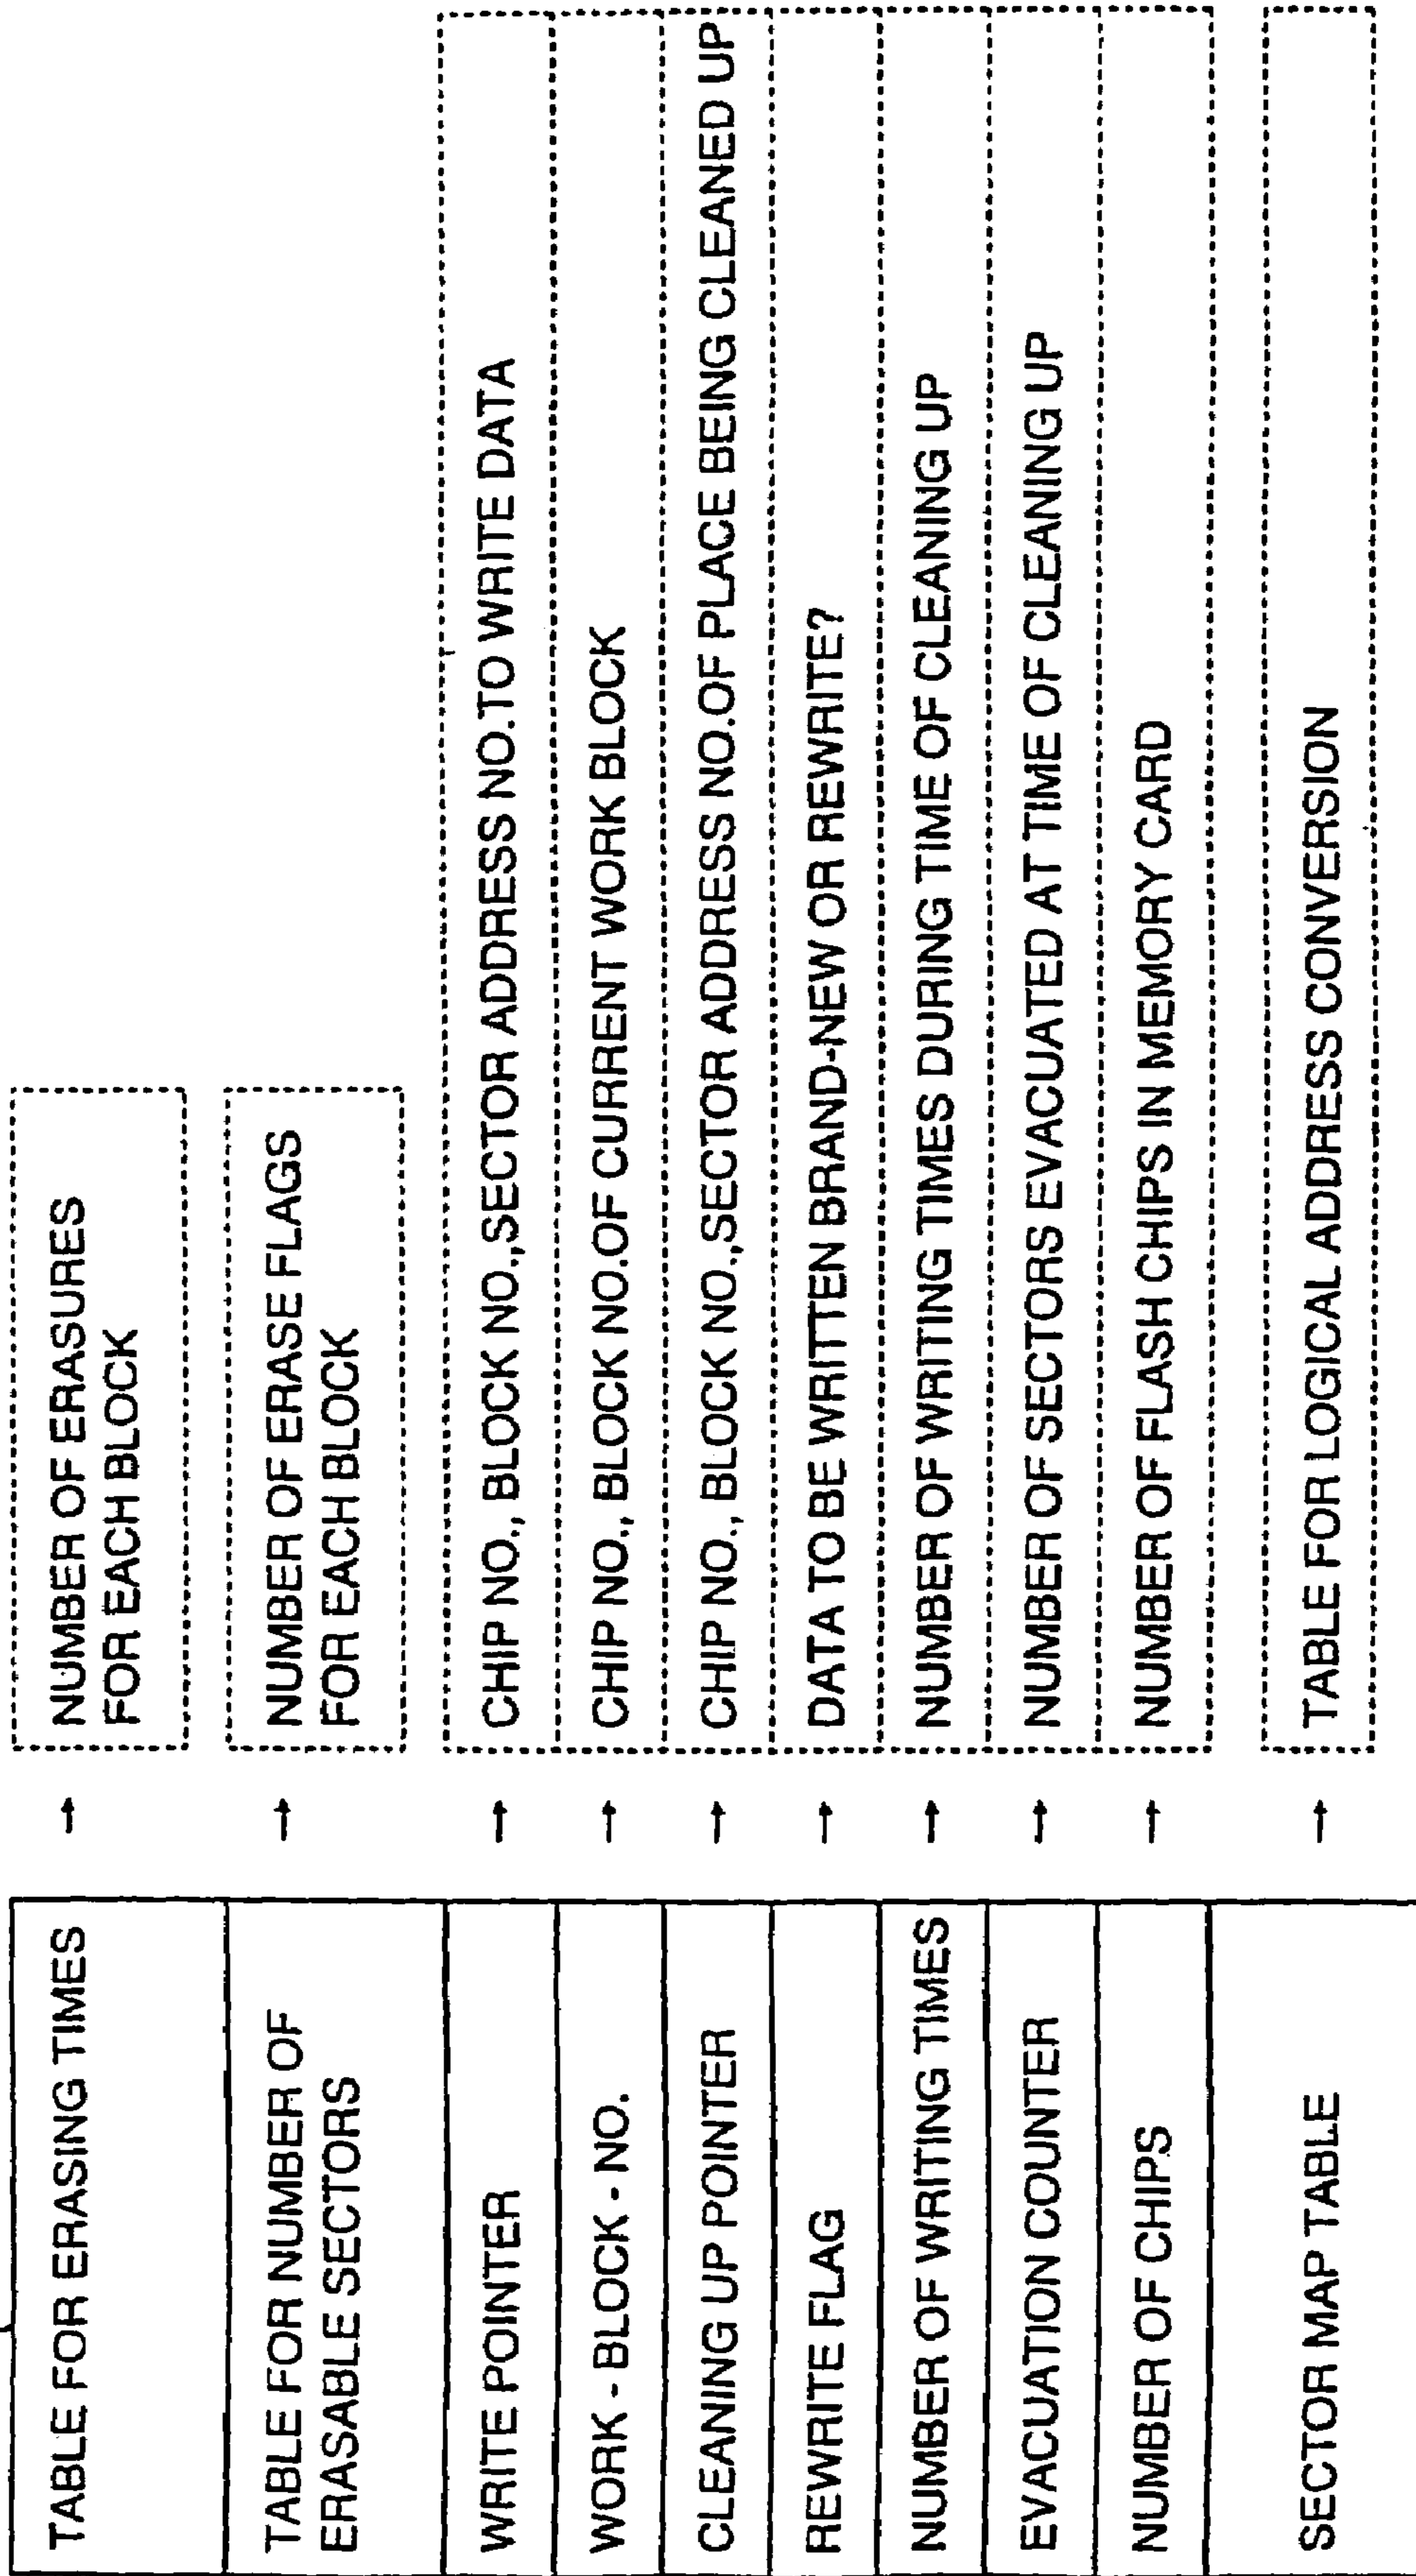 TABLE FOR ERASING TIMES
NUMBER OF ERASURES
FOR EACH BLOCK
TABLE FOR NUMBER OF
ERASABLE SECTORS
NUMBER OF ERASE FLAGS
FOR EACH BLOCK
WRITE POINTER
CHIP NO., BLOCK NO.,SECTOR ADDRESS NO.TO WRITE DATA
WORK - BLOCK - NO.
CHIP NO., BLOCK NO.OF CURRENT WORK BLOCK
CLEANING UP POINTER
CHIP NO., BLOCK NO.,SECTOR ADDRESS NO.OF PLACE BEING CLEANED UP
REWRITE FLAG
DATA TO BE WRITTEN BRAND-NEW OR REWRITE?
NUMBER OF WRITING TIMES
NUMBER OF WRITING TIMES DURING TIME OF CLEANING UP
EVACUATION COUNTER
NUMBER OF SECTORS EVACUATED AT TIME OF CLEANING UP
NUMBER OF CHIPS
NUMBER OF FLASH CHIPS IN MEMORY CARD
SECTOR MAP TABLE
TABLE FOR LOGICAL ADDRESS CONVERSION